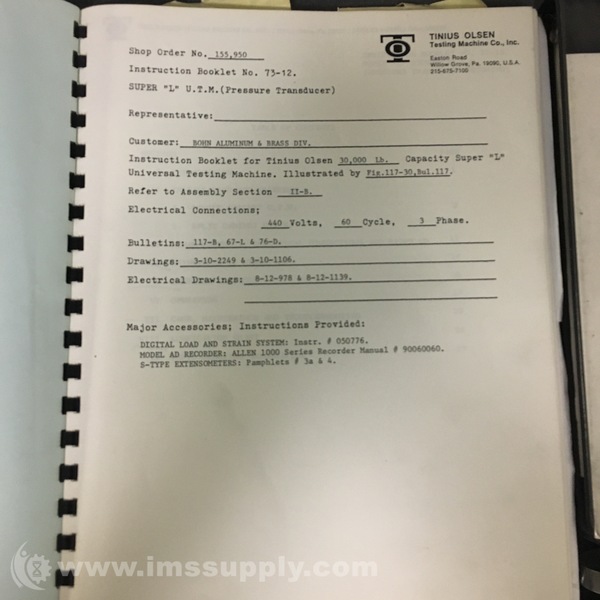 TINIUS OLSEN
Testing Machine Co., Inc.
Easton Road
Willow Grove, Pa. 19090, U.S.A.
215-675-7100
Shop Order No. 155,950
Instruction Booklet No. 73-12.
SUPER "L" U.T.M.(Pressure Transducer)
Representative:
Customer: BOHN ALUMINUM & BRASS DIV.
Instruction Booklet for Tinius Olsen 30,000 Lb. Capacity Super "L"
Universal Testing Machine. Illustrated by Fig.117-30,Bul.117.
Refer to Assembly Section II-B.
Electrical Connections;
440 Volts, 60 Cycle, 3 Phase.
Bulletins: 117-B, 67-L & 76-D.
Drawings: 3-10-2249 & 3-10-1106.
Electrical Drawings: 8-12-978 & 8-12-1139.
Major Accessories; Instructions Provided:
DIGITAL LOAD AND STRAIN SYSTEM: Instr. # 050776.
MODEL AD RECORDER: ALLEN 1000 Series Recorder Manual # 90060060.
S-TYPE EXTENSOMETERS: Pamphlets # 3a & 4.
www.imssupply.com